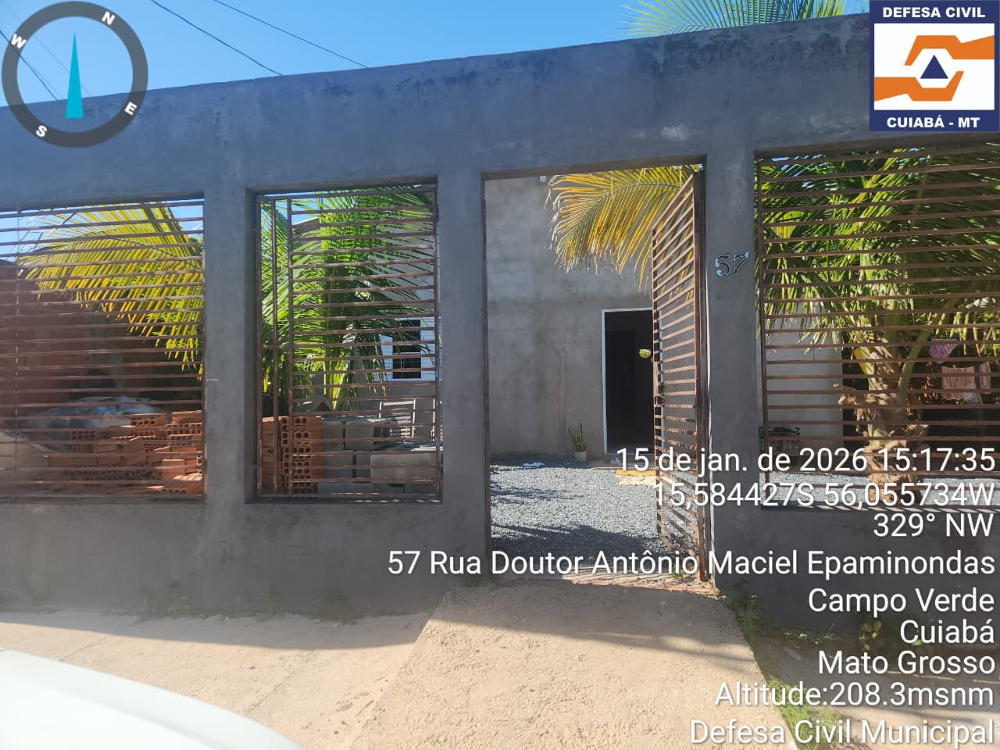 N
W
E
S
DEFESA CIVIL
CUIABÁ - MT
57
15 de jan. de 2026 15:17:35
15,584427S 56,055734W
329° NW
57 Rua Doutor Antônio Maciel Epaminondas
Campo Verde
Cuiabá
Mato Grosso
Altitude:208.3msnm
Defesa Civil Municipal